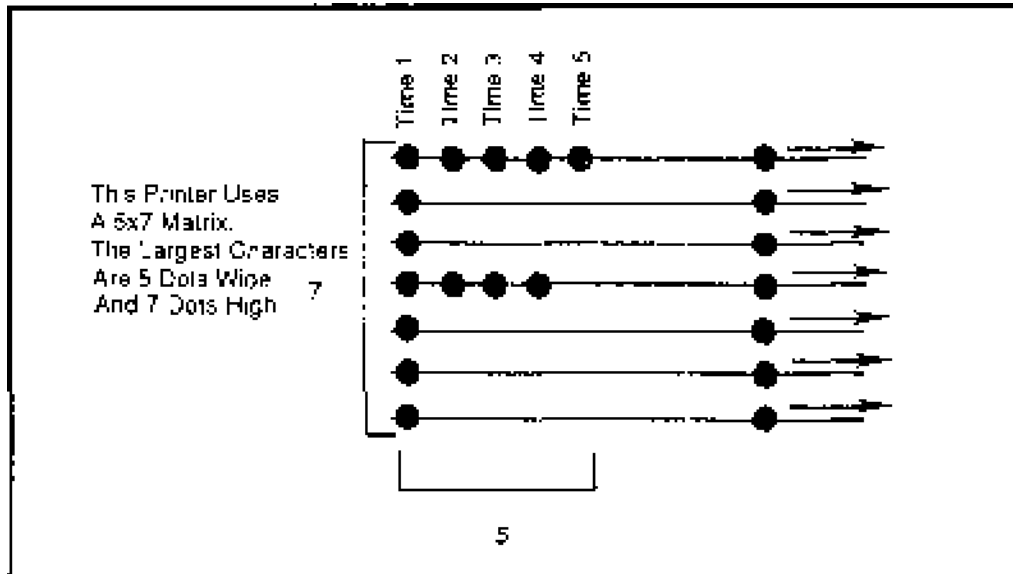 Time 1
Time 2
Time 3
Time 4
Time 5
This Printer Uses
A 5x7 Matrix.
The Largest Characters
Are 5 Dots Wide
And 7 Dots High
7
5